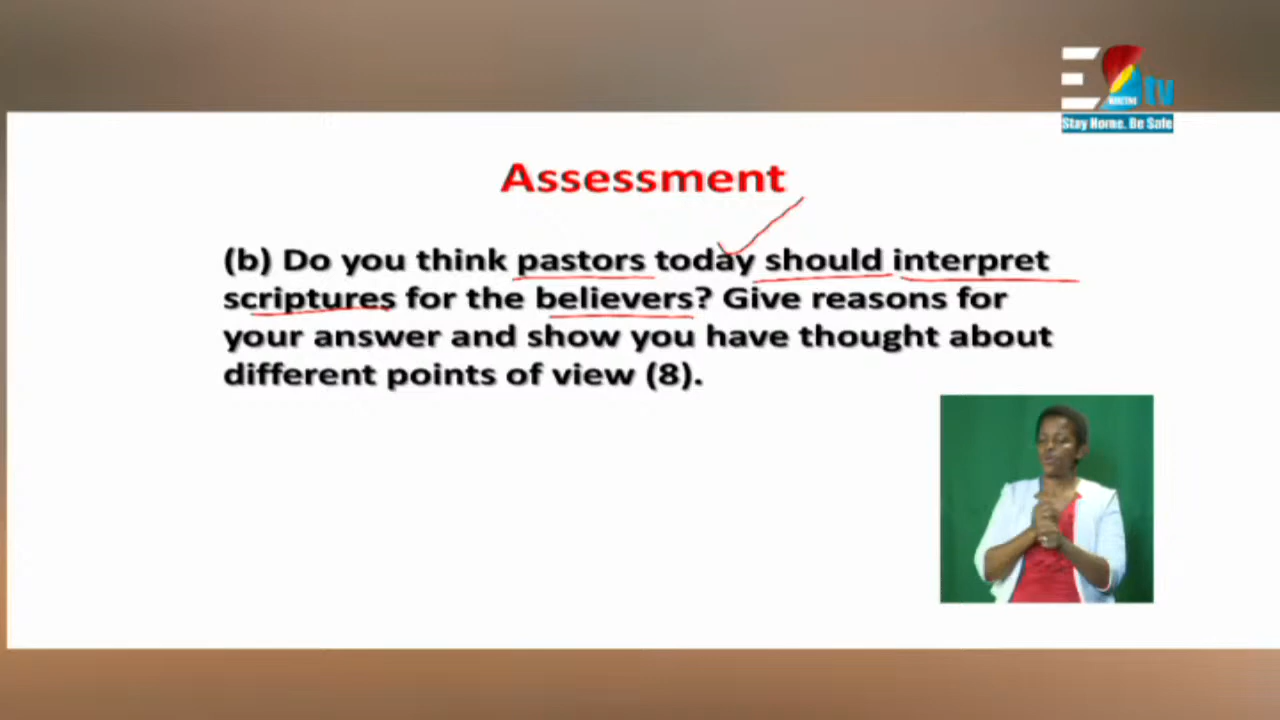 tv
Stay Home. Be Safe
Assessment
(b) Do you think pastors today should interpret
scriptures for the believers? Give reasons for
your answer and show you have thought about
different points of view (8).